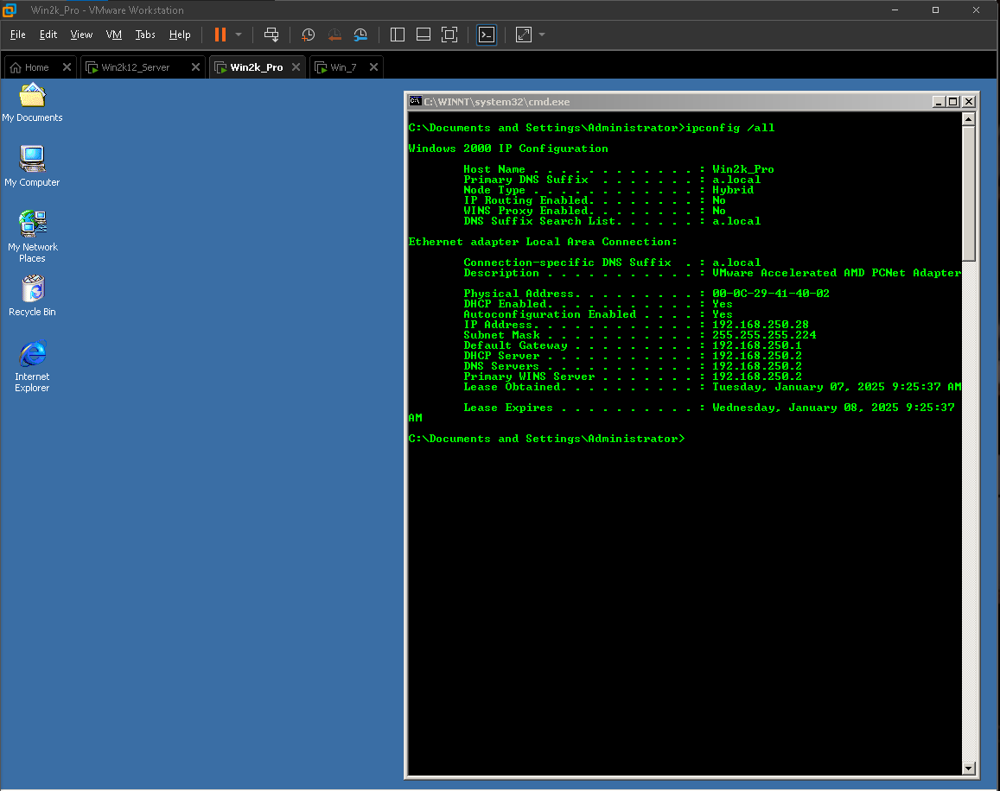 Win2k_Pro - VMware Workstation
File Edit View VM Tabs Help
Home Win2k12_Server Win2k_Pro Win_7
My Documents
My Computer
My Network
Places
Recycle Bin
Internet
Explorer
C:\WINNT\system32\cmd.exe
C:\Documents and Settings\Administrator>ipconfig /all
Windows 2000 IP Configuration
Host Name . . . . . . . . . . . . : Win2k_Pro
Primary DNS Suffix . . . . . . . : a.local
Node Type . . . . . . . . . . . . : Hybrid
IP Routing Enabled. . . . . . . . : No
WINS Proxy Enabled. . . . . . . . : No
DNS Suffix Search List. . . . . . : a.local
Ethernet adapter Local Area Connection:
Connection-specific DNS Suffix . : a.local
Description . . . . . . . . . . . : VMware Accelerated AMD PCNet Adapter
Physical Address. . . . . . . . . : 00-0C-29-41-40-02
DHCP Enabled. . . . . . . . . . . : Yes
Autoconfiguration Enabled . . . . : Yes
IP Address. . . . . . . . . . . . : 192.168.250.28
Subnet Mask . . . . . . . . . . . : 255.255.255.224
Default Gateway . . . . . . . . . : 192.168.250.1
DHCP Server . . . . . . . . . . . : 192.168.250.2
DNS Servers . . . . . . . . . . . : 192.168.250.2
Primary WINS Server . . . . . . . : 192.168.250.2
Lease Obtained. . . . . . . . . . : Tuesday, January 07, 2025 9:25:37 AM
Lease Expires . . . . . . . . . . : Wednesday, January 08, 2025 9:25:37
AM
C:\Documents and Settings\Administrator>